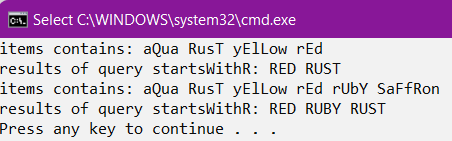 Select C:\WINDOWS\system32\cmd.exe
items contains: aQua RusT yElLow rEd
results of query startsWithR: RED RUST
items contains: aQua RusT yElLow rEd rUbY SaFfRon
results of query startsWithR: RED RUBY RUST
Press any key to continue . . .